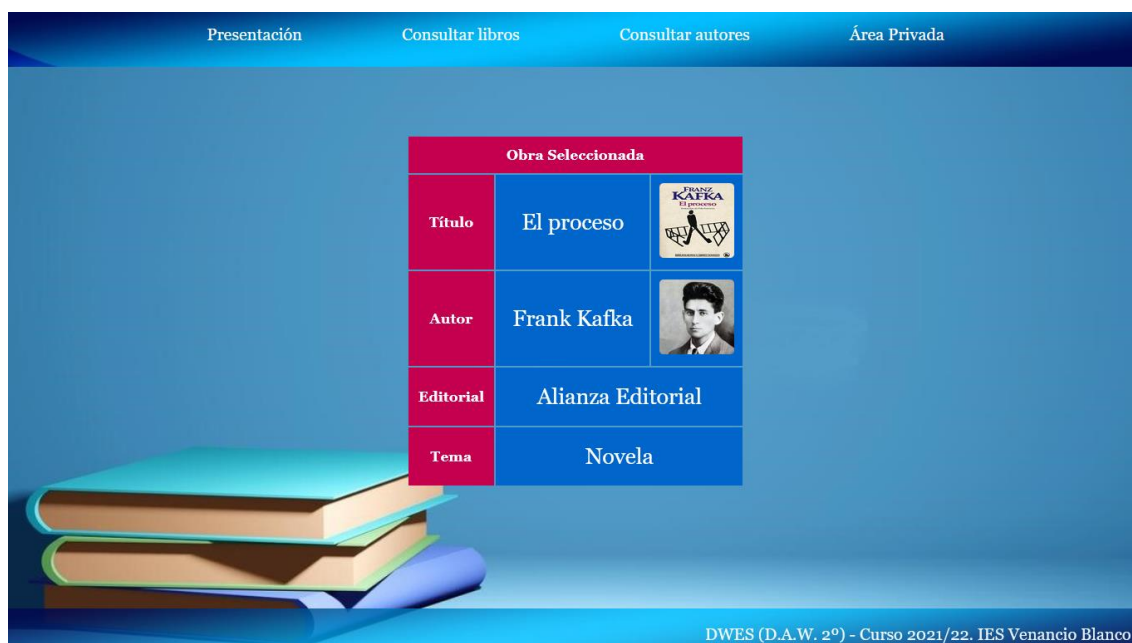 Presentación
Consultar libros
Consultar autores
Área Privada
Obra Seleccionada
Título
El proceso
FRANZ
KAFKA
El proceso
Autor
Frank Kafka
Editorial
Alianza Editorial
Tema
Novela
DWES (D.A.W. 2º) - Curso 2021/22. IES Venancio Blanco